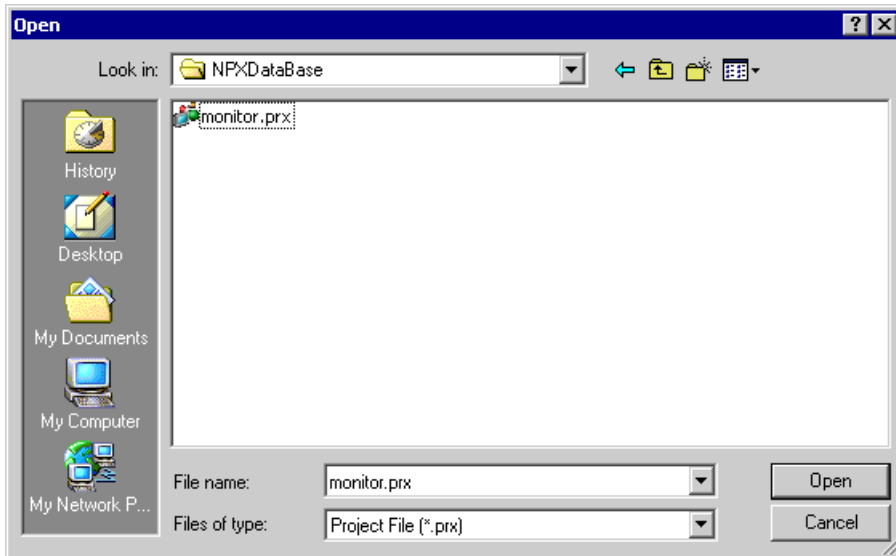 Open
Look in: NPXDataBase
monitor.prx
History
Desktop
My Documents
My Computer
My Network P...
File name: monitor.prx Open
Files of type: Project File (*.prx) Cancel